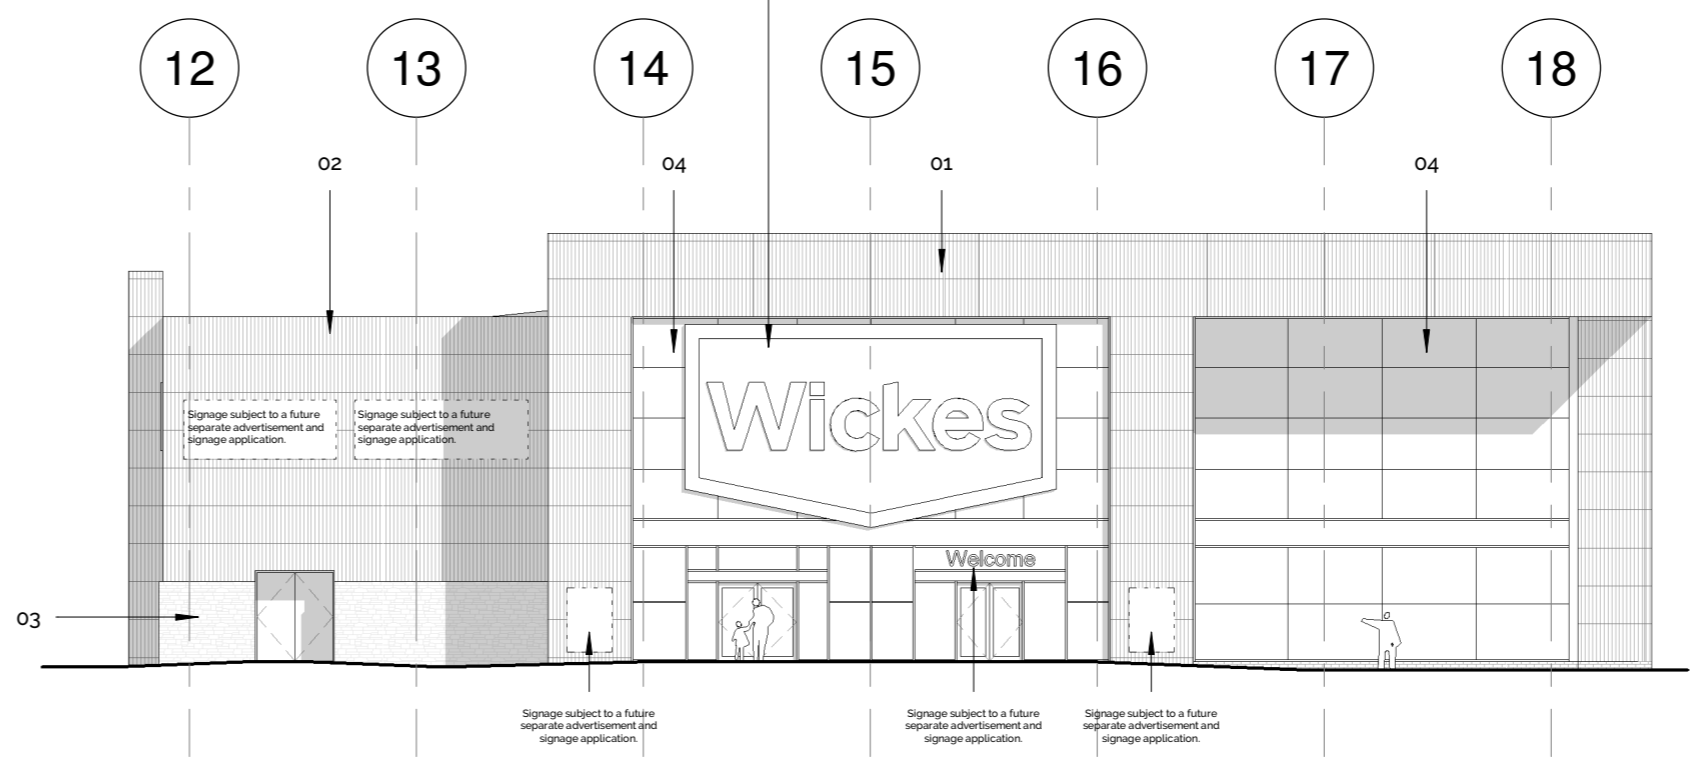 12 13 14 15 16 17 18
02 04 01 04
Wickes
Signage subject to a future
separate advertisement and
signage application.
Signage subject to a future
separate advertisement and
signage application.
Welcome
03
Signage subject to a future
separate advertisement and
signage application.
Signage subject to a future
separate advertisement and
signage application.
Signage subject to a future
separate advertisement and
signage application.